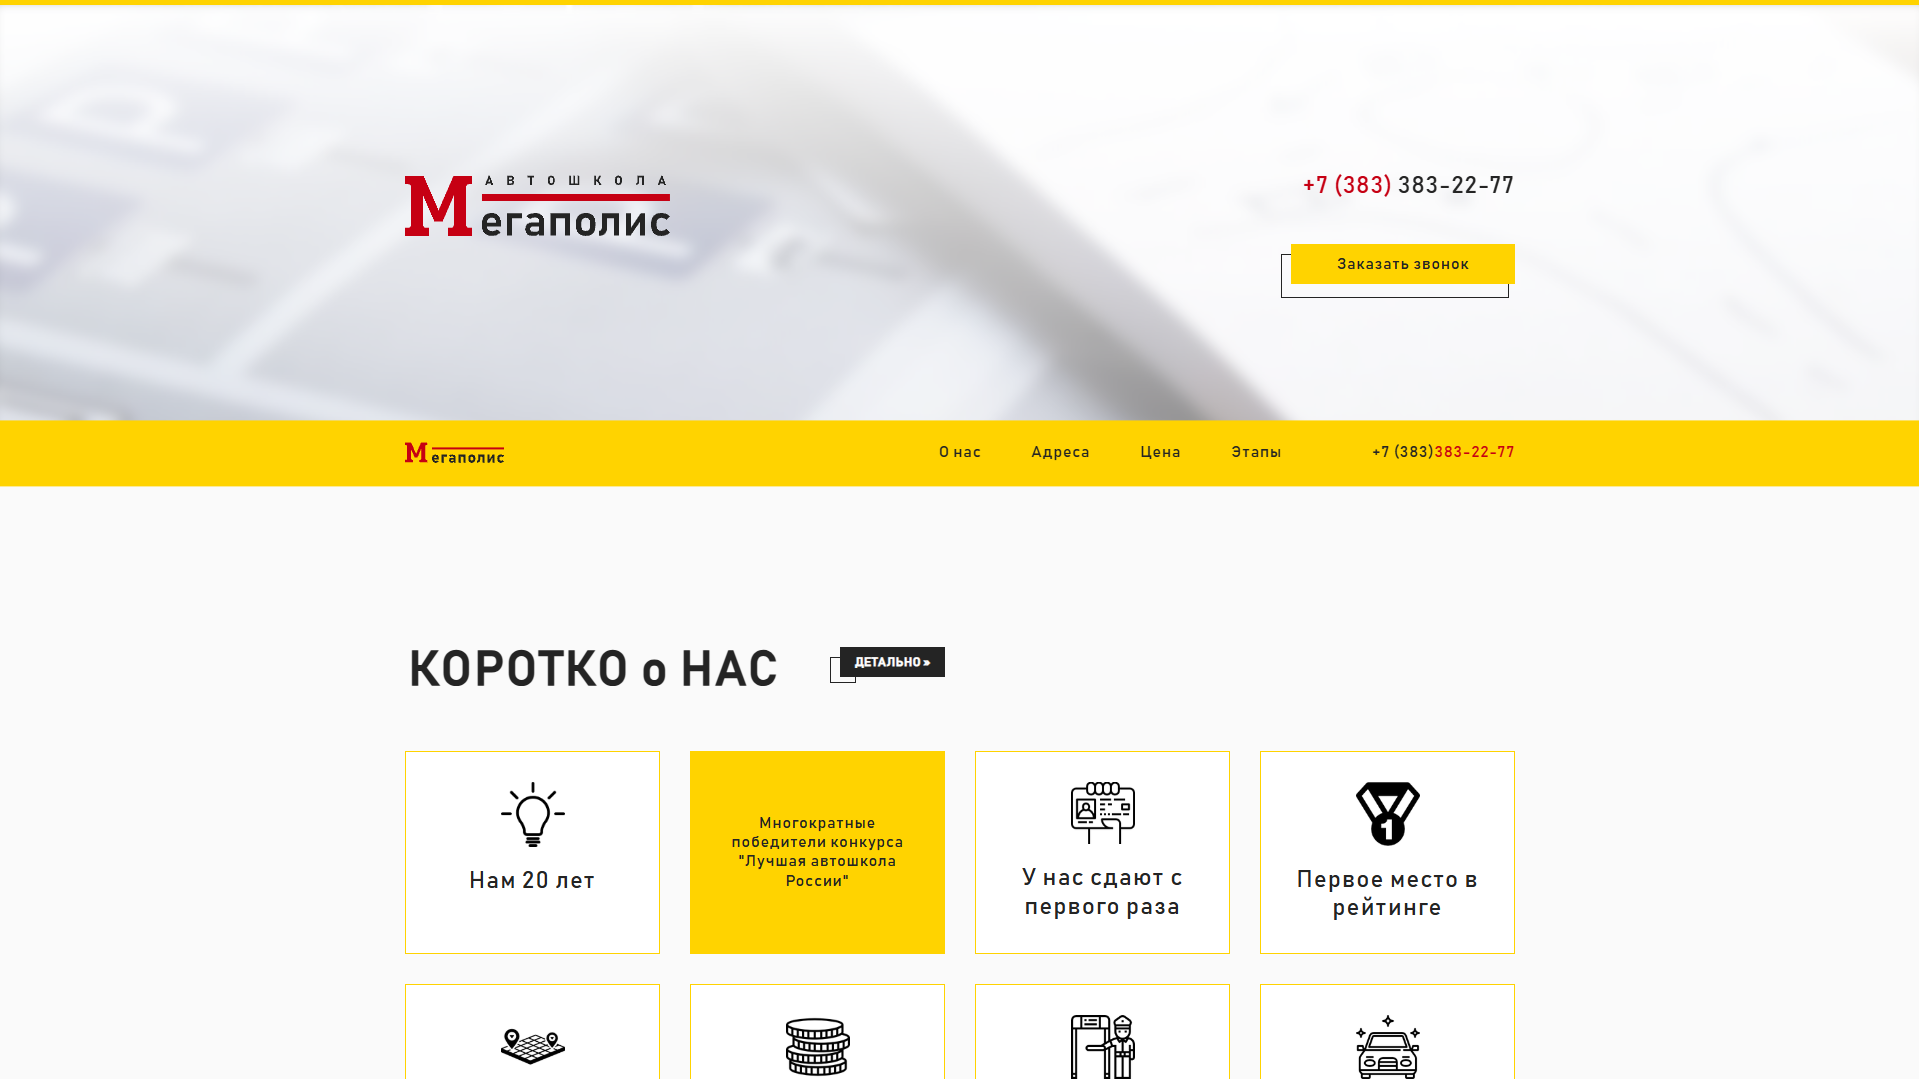 АВТОШКОЛА
Мегаполис
+7 (383) 383-22-77
Заказать звонок
Мегаполис
О нас
Адреса
Цена
Этапы
+7 (383)383-22-77
КОРОТКО о НАС
ДЕТАЛЬНО »
Нам 20 лет
Многократные
победители конкурса
"Лучшая автошкола
России"
У нас сдают с
первого раза
1
Первое место в
рейтинге